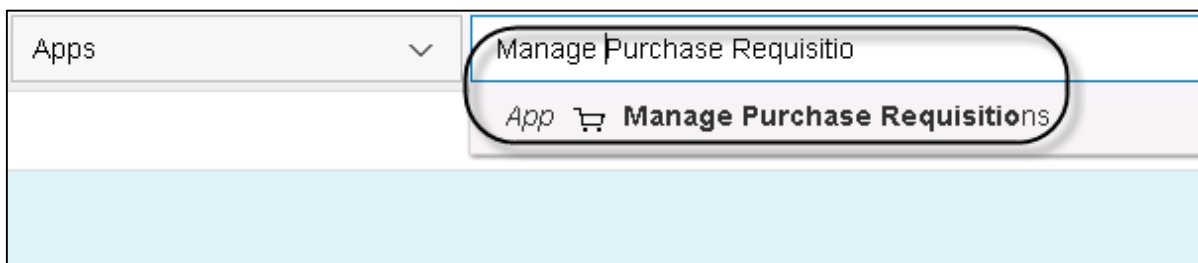 Apps
Manage Purchase Requisitio
App Manage Purchase Requisitions